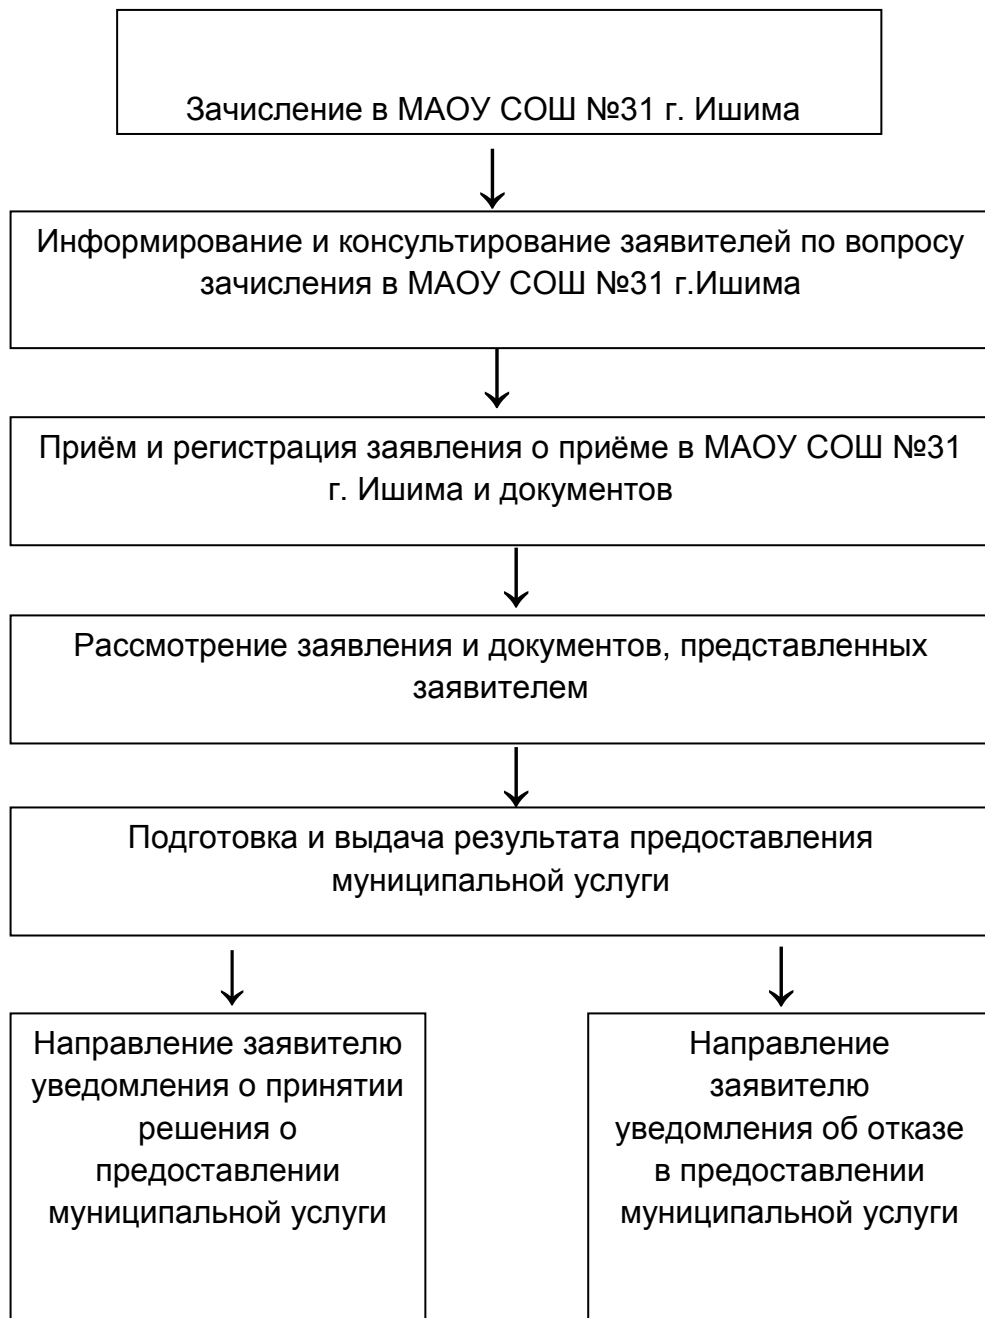 Зачисление в МАОУ СОШ №31 г. Ишима
Информирование и консультирование заявителей по вопросу
зачисления в МАОУ СОШ №31 г.Ишима
Приём и регистрация заявления о приёме в МАОУ СОШ №31
г. Ишима и документов
Рассмотрение заявления и документов, представленных
заявителем
Подготовка и выдача результата предоставления
муниципальной услуги
Направление заявителю
уведомления о принятии
решения о
предоставлении
муниципальной услуги
Направление
заявителю
уведомления об отказе
в предоставлении
муниципальной услуги